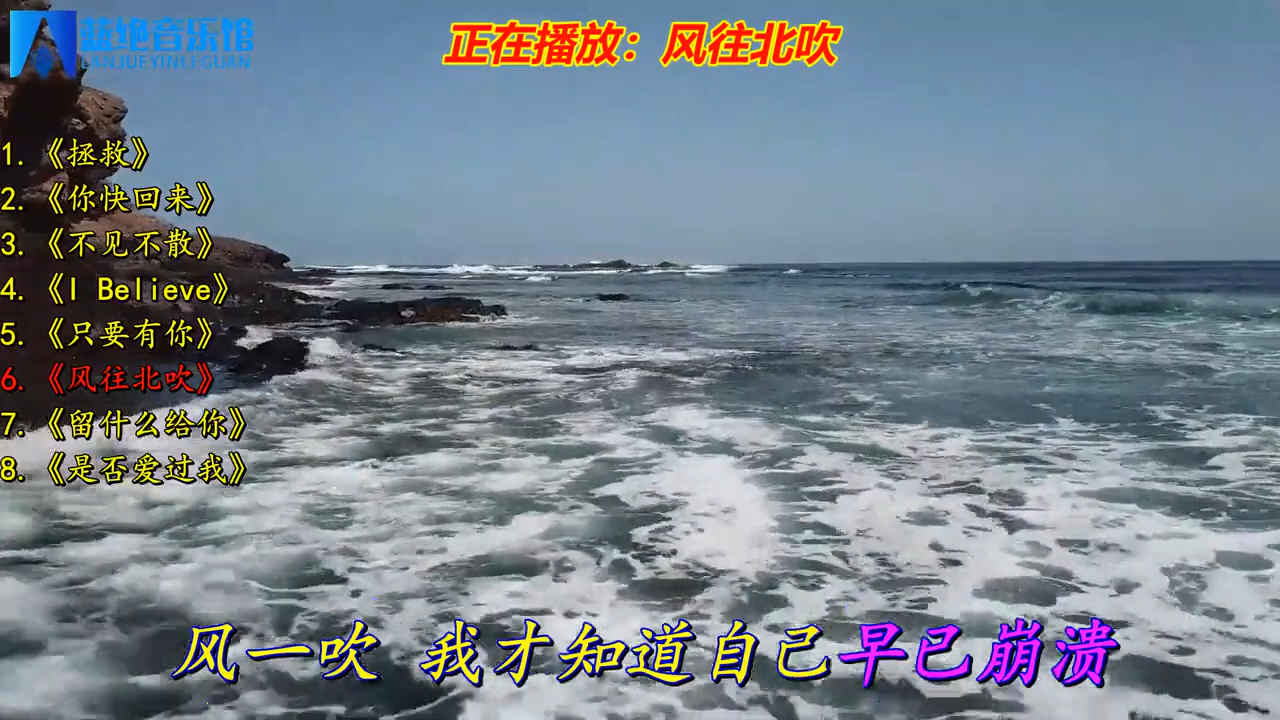 蓝绝音乐馆
LANJUEYINLEGUAN
正在播放：风往北吹
1.《拯救》
2.《你快回来》
3.《不见不散》
4.《I Believe》
5.《只要有你》
6.《风往北吹》
7.《留什么给你》
8.《是否爱过我》
风一吹 我才知道自己早已崩溃